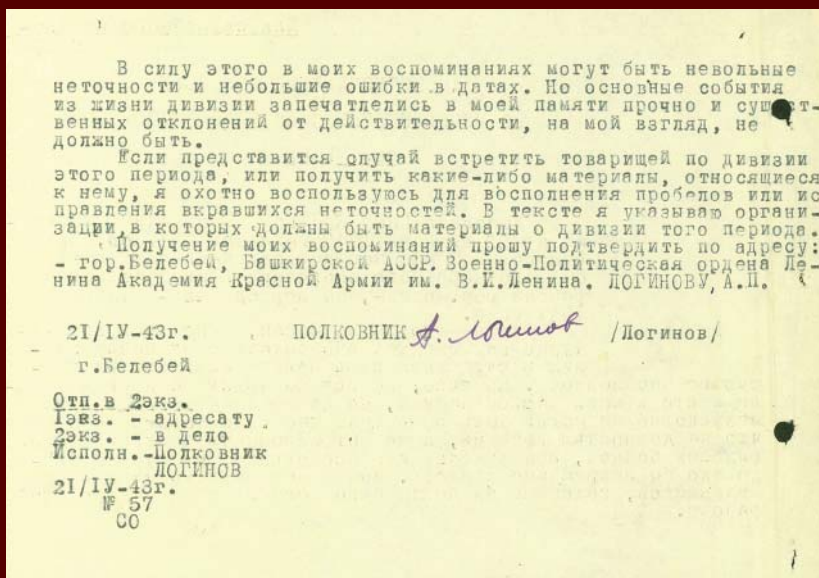 В силу этого в моих воспоминаниях могут быть невольные
неточности и небольшие ошибки в датах. Но основные события
из жизни дивизии запечатлелись в моей памяти прочно и сущ ст-
венных отклонений от действительности, на мой взгляд, не
должно быть.
Если представится случай встретить товарищей по дивизии
этого периода, или получить какие-либо материалы, относящиеся
к нему, я охотно воспользуюсь для восполнения пробелов или ис
правления вкравшихся неточностей. В тексте я указываю органи-
зации, в которых должны быть материалы о дивизии того периода.
Получение моих воспоминаний прошу подтвердить по адресу:
- гор.Белебей, Башкирской АССР. Военно-Политическая ордена Ле-
нина Академия Красной Армии им. В.И.Ленина. ЛОГИНОВУ, А.П.
21/IУ-43г. ПОЛКОВНИК А. Логинов /Логинов/
г.Белебей
Отп.в 2экз.
1экз. - адресату
2экз. - в дело
Исполн.-Полковник
ЛОГИНОВ
21/IУ-43г.
№ 57
СО